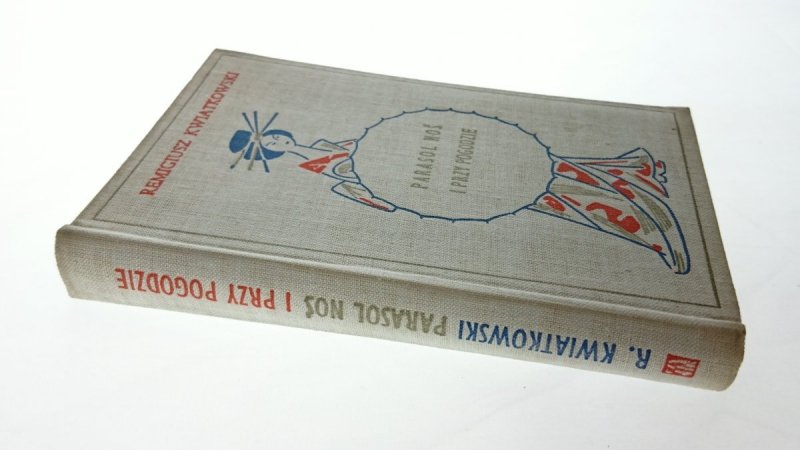 REMIGIUSZ KWIATKOWSKI
PARASOL NOŚ
I PRZY POGODZIE
R. KWIATKOWSKI PARASOL NOŚ I PRZY POGODZIE